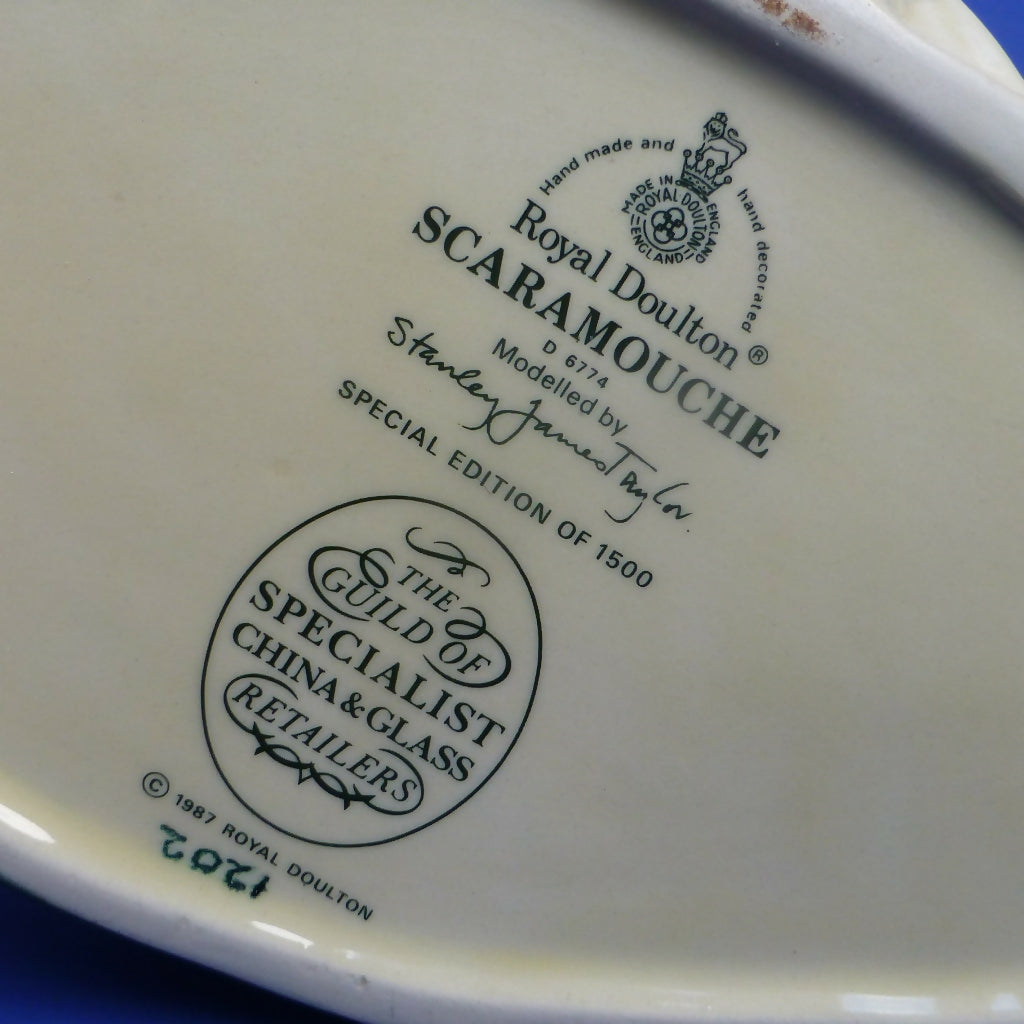 Hand made and hand decorated
MADE IN ENGLAND
ROYAL DOULTON
ENGLAND
Royal Doulton ®
SCARAMOUCHE
D 6774
Modelled by
Stanley James Taylor.
SPECIAL EDITION OF 1500
THE
GUILD OF
SPECIALIST
CHINA & GLASS
RETAILERS
© 1987 ROYAL DOULTON
1202